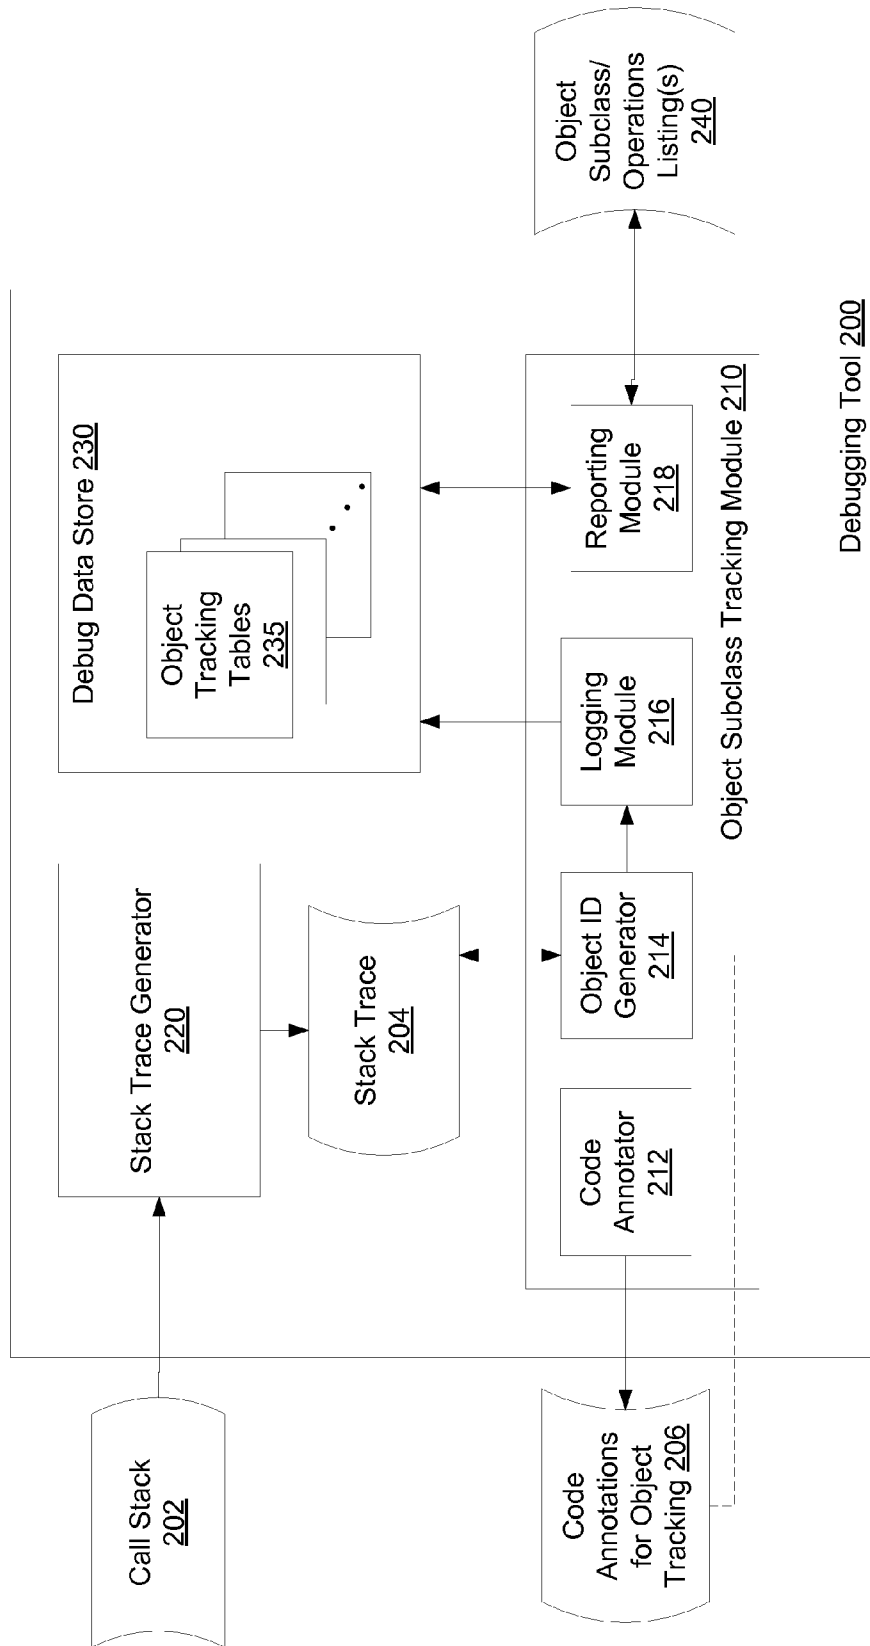 Call Stack
202
Stack Trace Generator
220
Stack Trace
204
Debug Data Store 230
Object
Tracking
Tables
235
Code
Annotations
for Object
Tracking 206
Code
Annotator
212
Object ID
Generator
214
Logging
Module
216
Reporting
Module
218
Object Subclass Tracking Module 210
Object
Subclass/
Operations
Listing(s)
240
Debugging Tool 200